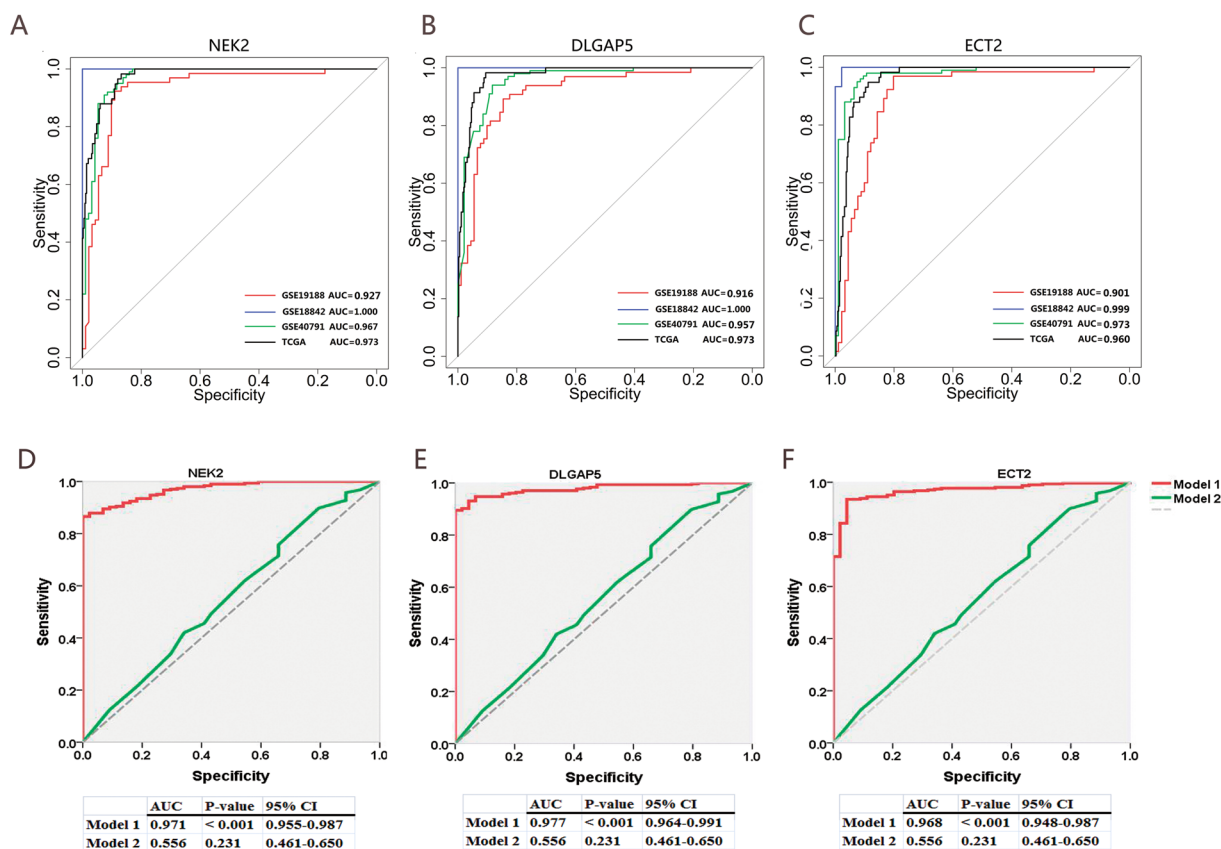 A
NEK2
Sensitivity
1.0
0.8
0.6
0.4
0.2
0.0
GSE19188 AUC=0.927
GSE18842 AUC=1.000
GSE40791 AUC=0.967
TCGA AUC=0.973
1.0 0.8 0.6 0.4 0.2 0.0
Specificity
B
DLGAP5
Sensitivity
1.0
0.8
0.6
0.4
0.2
0.0
GSE19188 AUC=0.916
GSE18842 AUC=1.000
GSE40791 AUC=0.957
TCGA AUC=0.973
1.0 0.8 0.6 0.4 0.2 0.0
Specificity
C
ECT2
Sensitivity
1.0
0.8
0.6
0.4
0.2
0.0
GSE19188 AUC=0.901
GSE18842 AUC=0.999
GSE40791 AUC=0.973
TCGA AUC=0.960
1.0 0.8 0.6 0.4 0.2 0.0
Specificity
D
NEK2
Sensitivity
1.0
0.8
0.6
0.4
0.2
0.0
0.0 0.2 0.4 0.6 0.8 1.0
Specificity
AUC P-value 95% CI
Model 1 0.971 < 0.001 0.955-0.987
Model 2 0.556 0.231 0.461-0.650
E
DLGAP5
Sensitivity
1.0
0.8
0.6
0.4
0.2
0.0
0.0 0.2 0.4 0.6 0.8 1.0
Specificity
AUC P-value 95% CI
Model 1 0.977 < 0.001 0.964-0.991
Model 2 0.556 0.231 0.461-0.650
F
ECT2
Sensitivity
1.0
0.8
0.6
0.4
0.2
0.0
0.0 0.2 0.4 0.6 0.8 1.0
Specificity
Model 1
Model 2
AUC P-value 95% CI
Model 1 0.968 < 0.001 0.948-0.987
Model 2 0.556 0.231 0.461-0.650